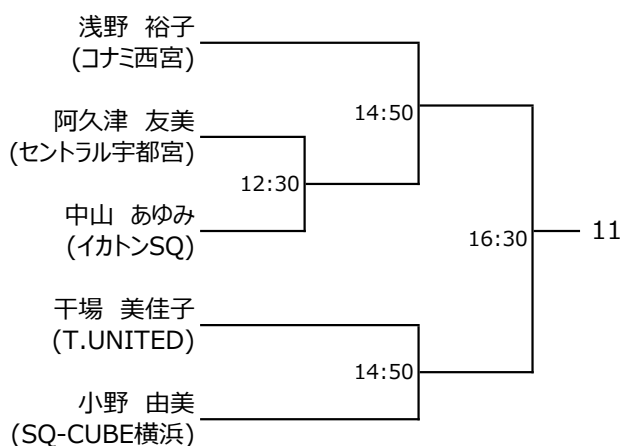 浅野 裕子
(コナミ西宮)
14:50
阿久津 友美
(セントラル宇都宮)
12:30
中山 あゆみ
(イカトンSQ)
16:30
11
干場 美佳子
(T.UNITED)
14:50
小野 由美
(SQ-CUBE横浜)